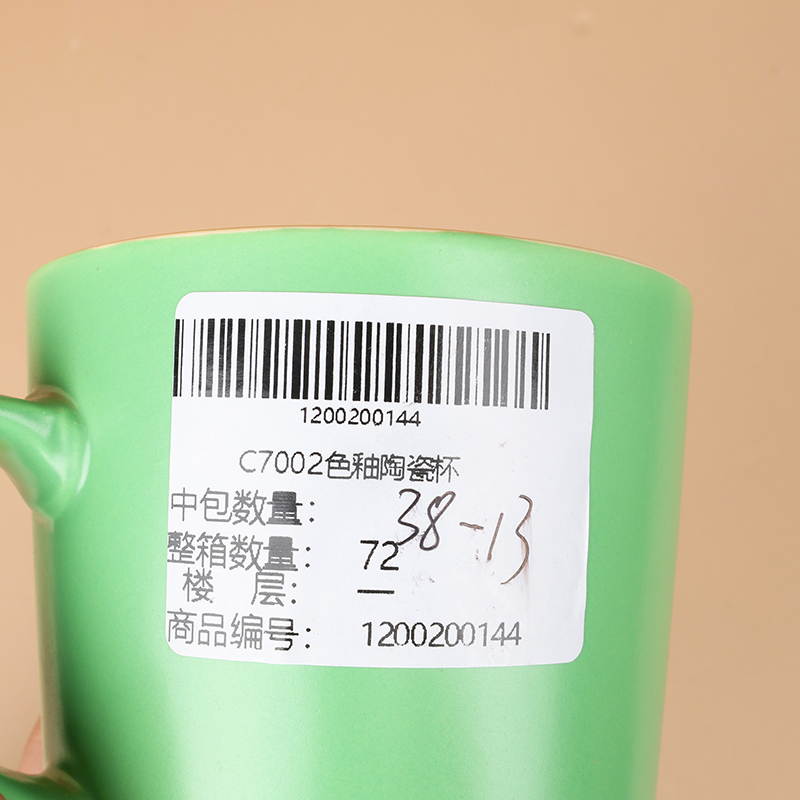 1200200144
C7002色釉陶瓷杯
中包数量：
38-13
整箱数量： 72
楼 层： 一
商品编号： 1200200144